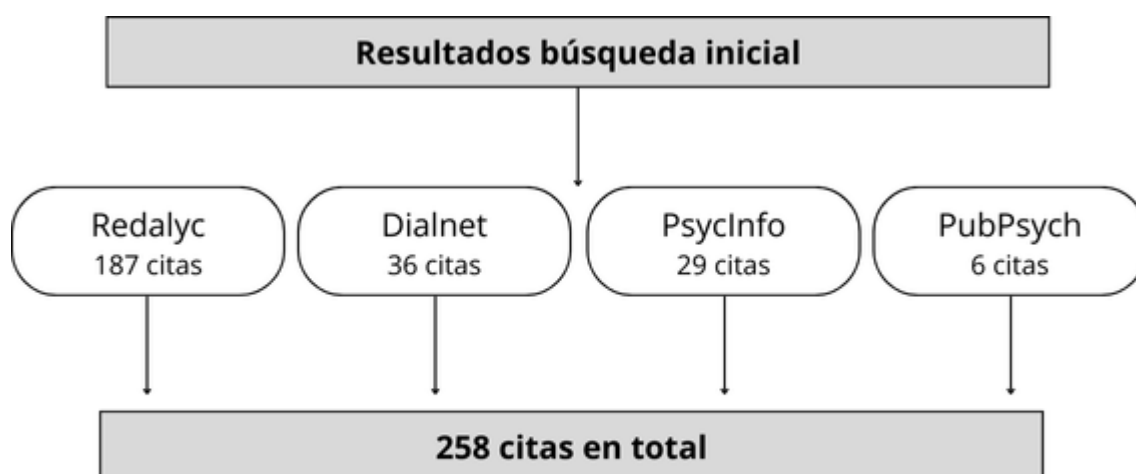 Resultados búsqueda inicial
Redalyc
187 citas
Dialnet
36 citas
PsycInfo
29 citas
PubPsych
6 citas
258 citas en total